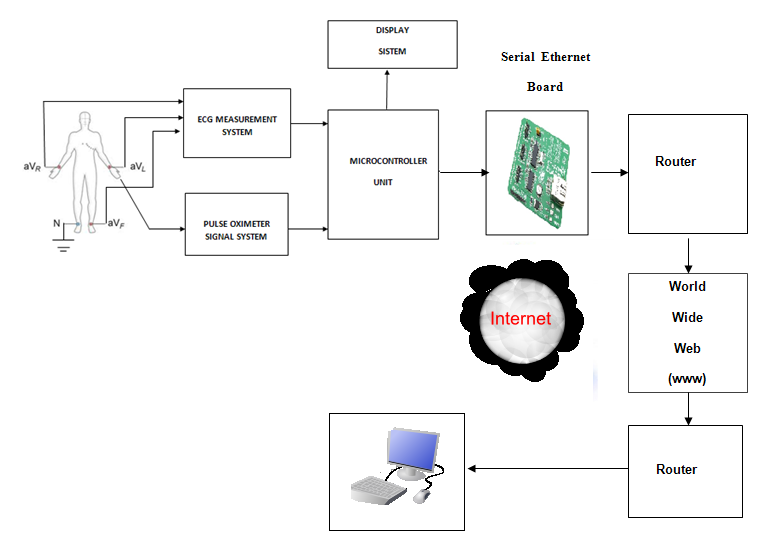 DISPLAY
SISTEM
Serial Ethernet
Board
ECG MEASUREMENT
SYSTEM
MICROCONTROLLER
UNIT
Router
aVR
aVL
PULSE OXIMETER
SIGNAL SYSTEM
N
aVF
World
Wide
Web
(www)
Internet
Router